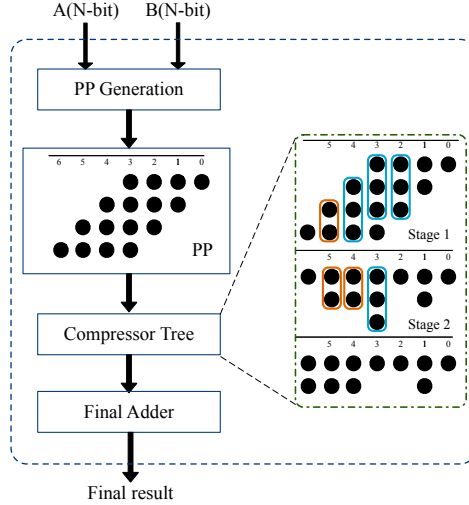 A(N-bit) B(N-bit)
PP Generation
6 5 4 3 2 1 0
PP
Compressor Tree
Final Adder
Final result
5 4 3 2 1 0
Stage 1
5 4 3 2 1 0
Stage 2
5 4 3 2 1 0